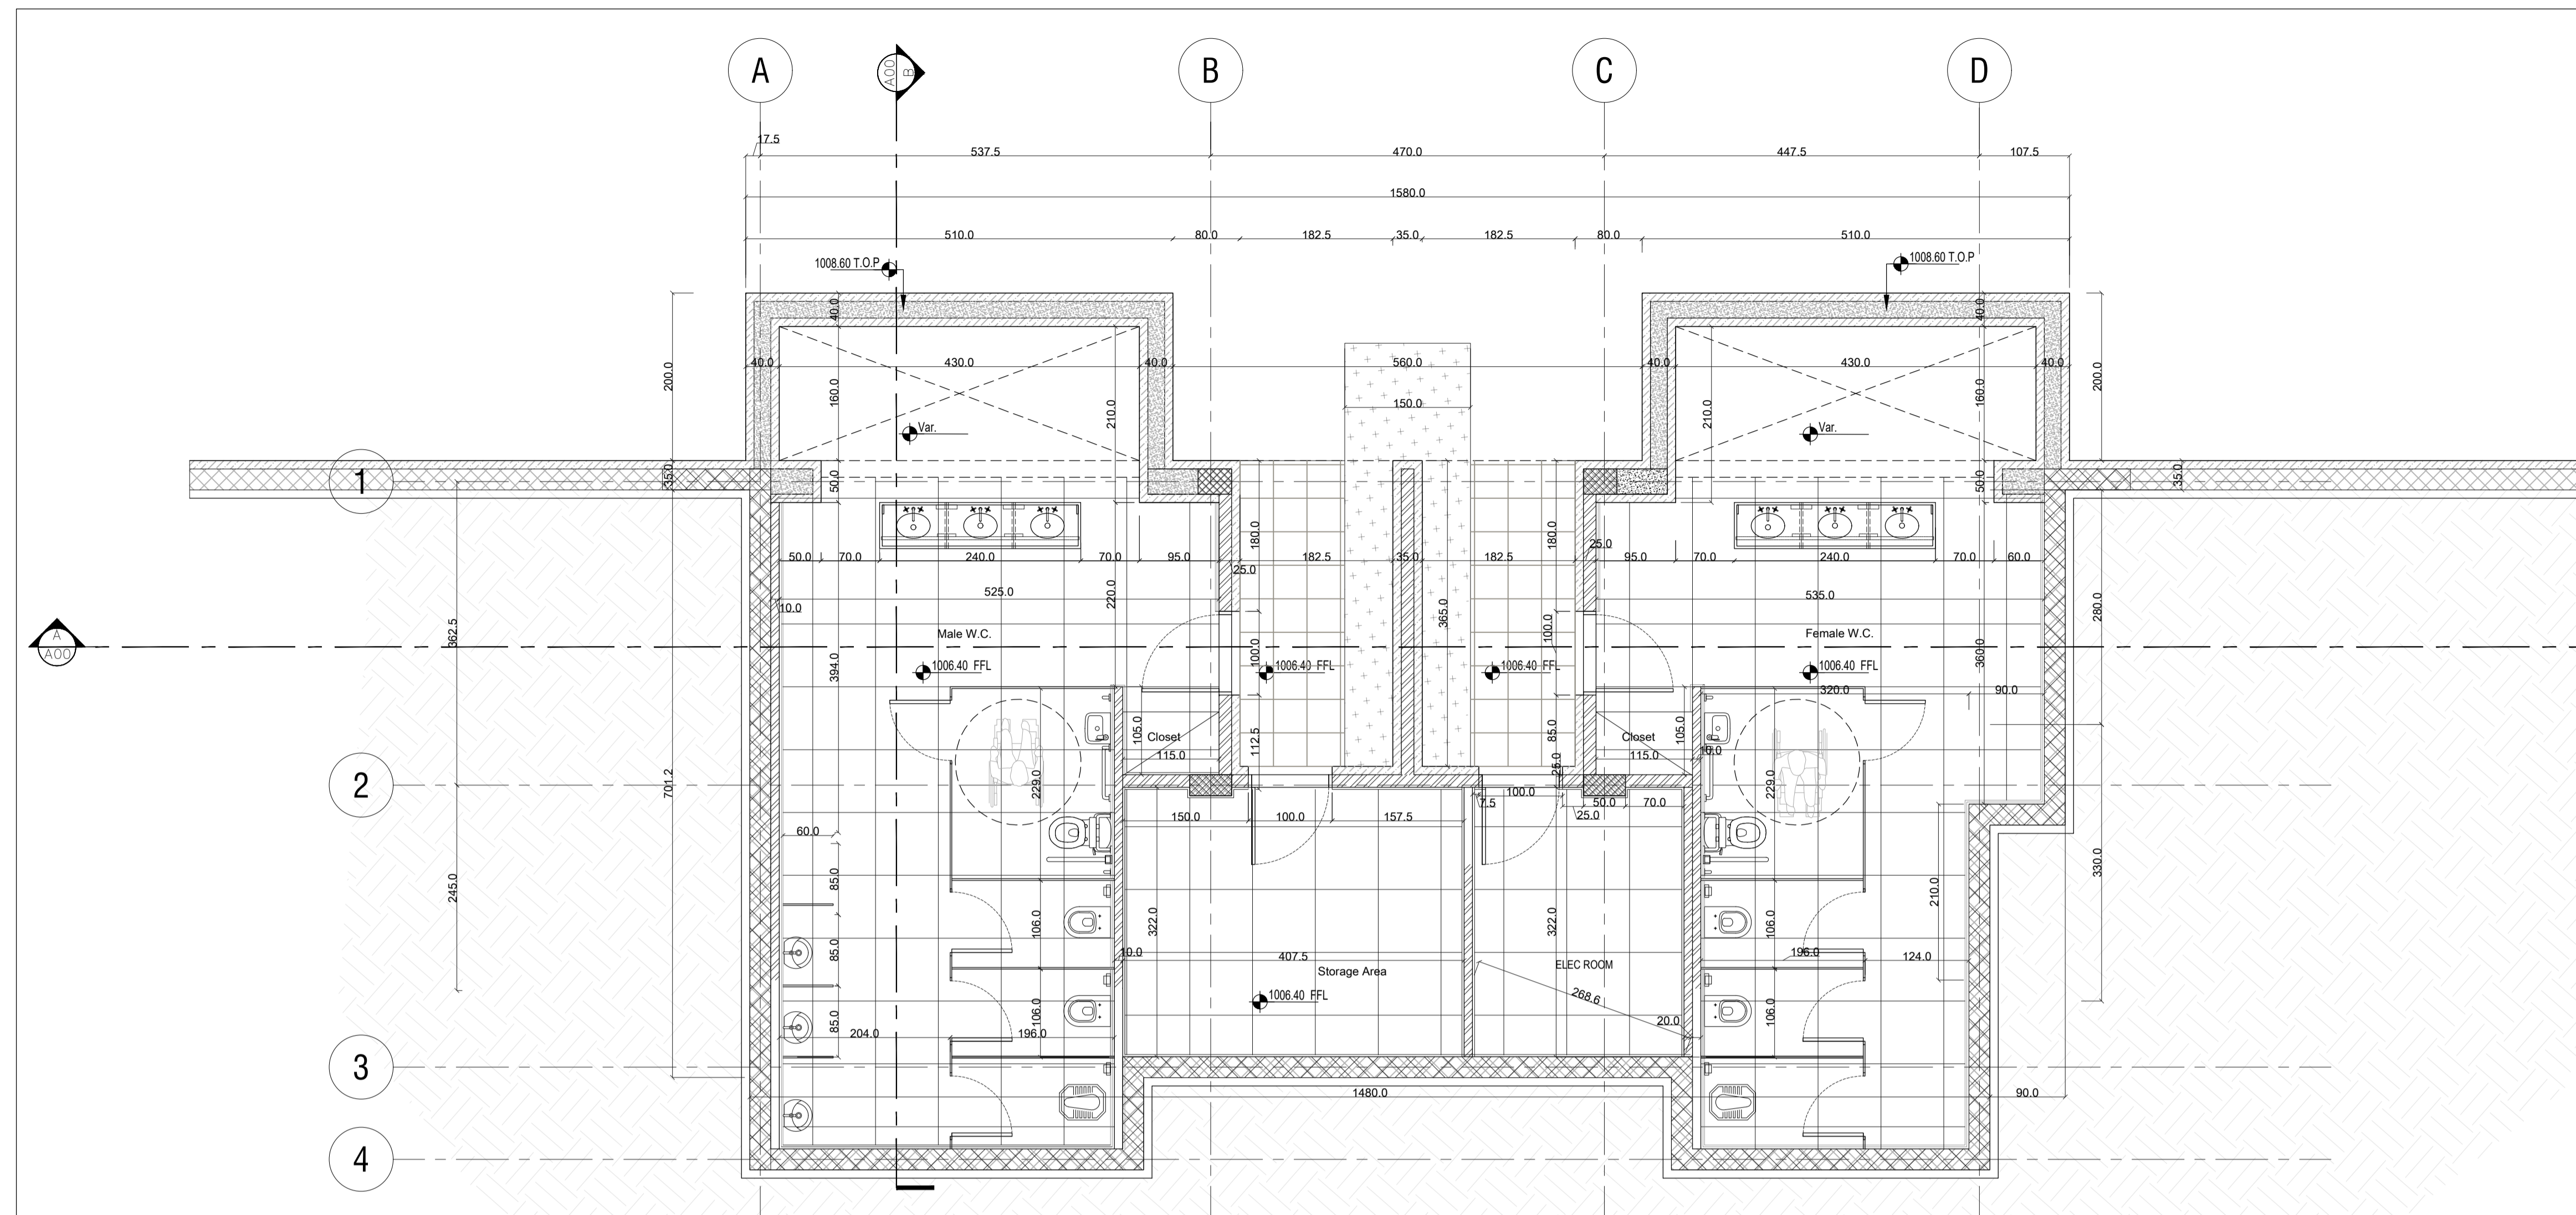 A B C D
A00
B
17.5
537.5 470.0 447.5 107.5
1580.0
510.0 80.0 182.5 35.0 182.5 80.0 510.0
1008.60 T.O.P 1008.60 T.O.P
40.0 40.0
200.0 200.0
40.0 430.0 40.0 560.0 40.0 430.0 40.0
160.0 160.0
210.0 150.0 210.0
Var. Var.
1
35.0 50.0 50.0 35.0
180.0 180.0
50.0 70.0 240.0 70.0 95.0 182.5 35.0 182.5 95.0 70.0 240.0 70.0 60.0
25.0 25.0
525.0 220.0 535.0
10.0 365.0 280.0
362.5 100.0 100.0
Male W.C. Female W.C.
A
A00
394.0 360.0
1006.40 FFL 1006.40 FFL 1006.40 FFL 1006.40 FFL
320.0 90.0
105.0 112.5 85.0 105.0
Closet Closet
115.0 115.0 10.0
25.0
2
701.2 229.0 229.0
100.0
7.5 50.0 70.0
25.0
150.0 100.0 157.5
60.0
245.0 85.0 210.0 330.0
322.0 322.0
106.0 106.0
85.0
10.0 196.0 124.0
407.5
Storage Area ELEC ROOM
1006.40 FFL 268.6
85.0 106.0 106.0
204.0 196.0 20.0
3
1480.0 90.0
4